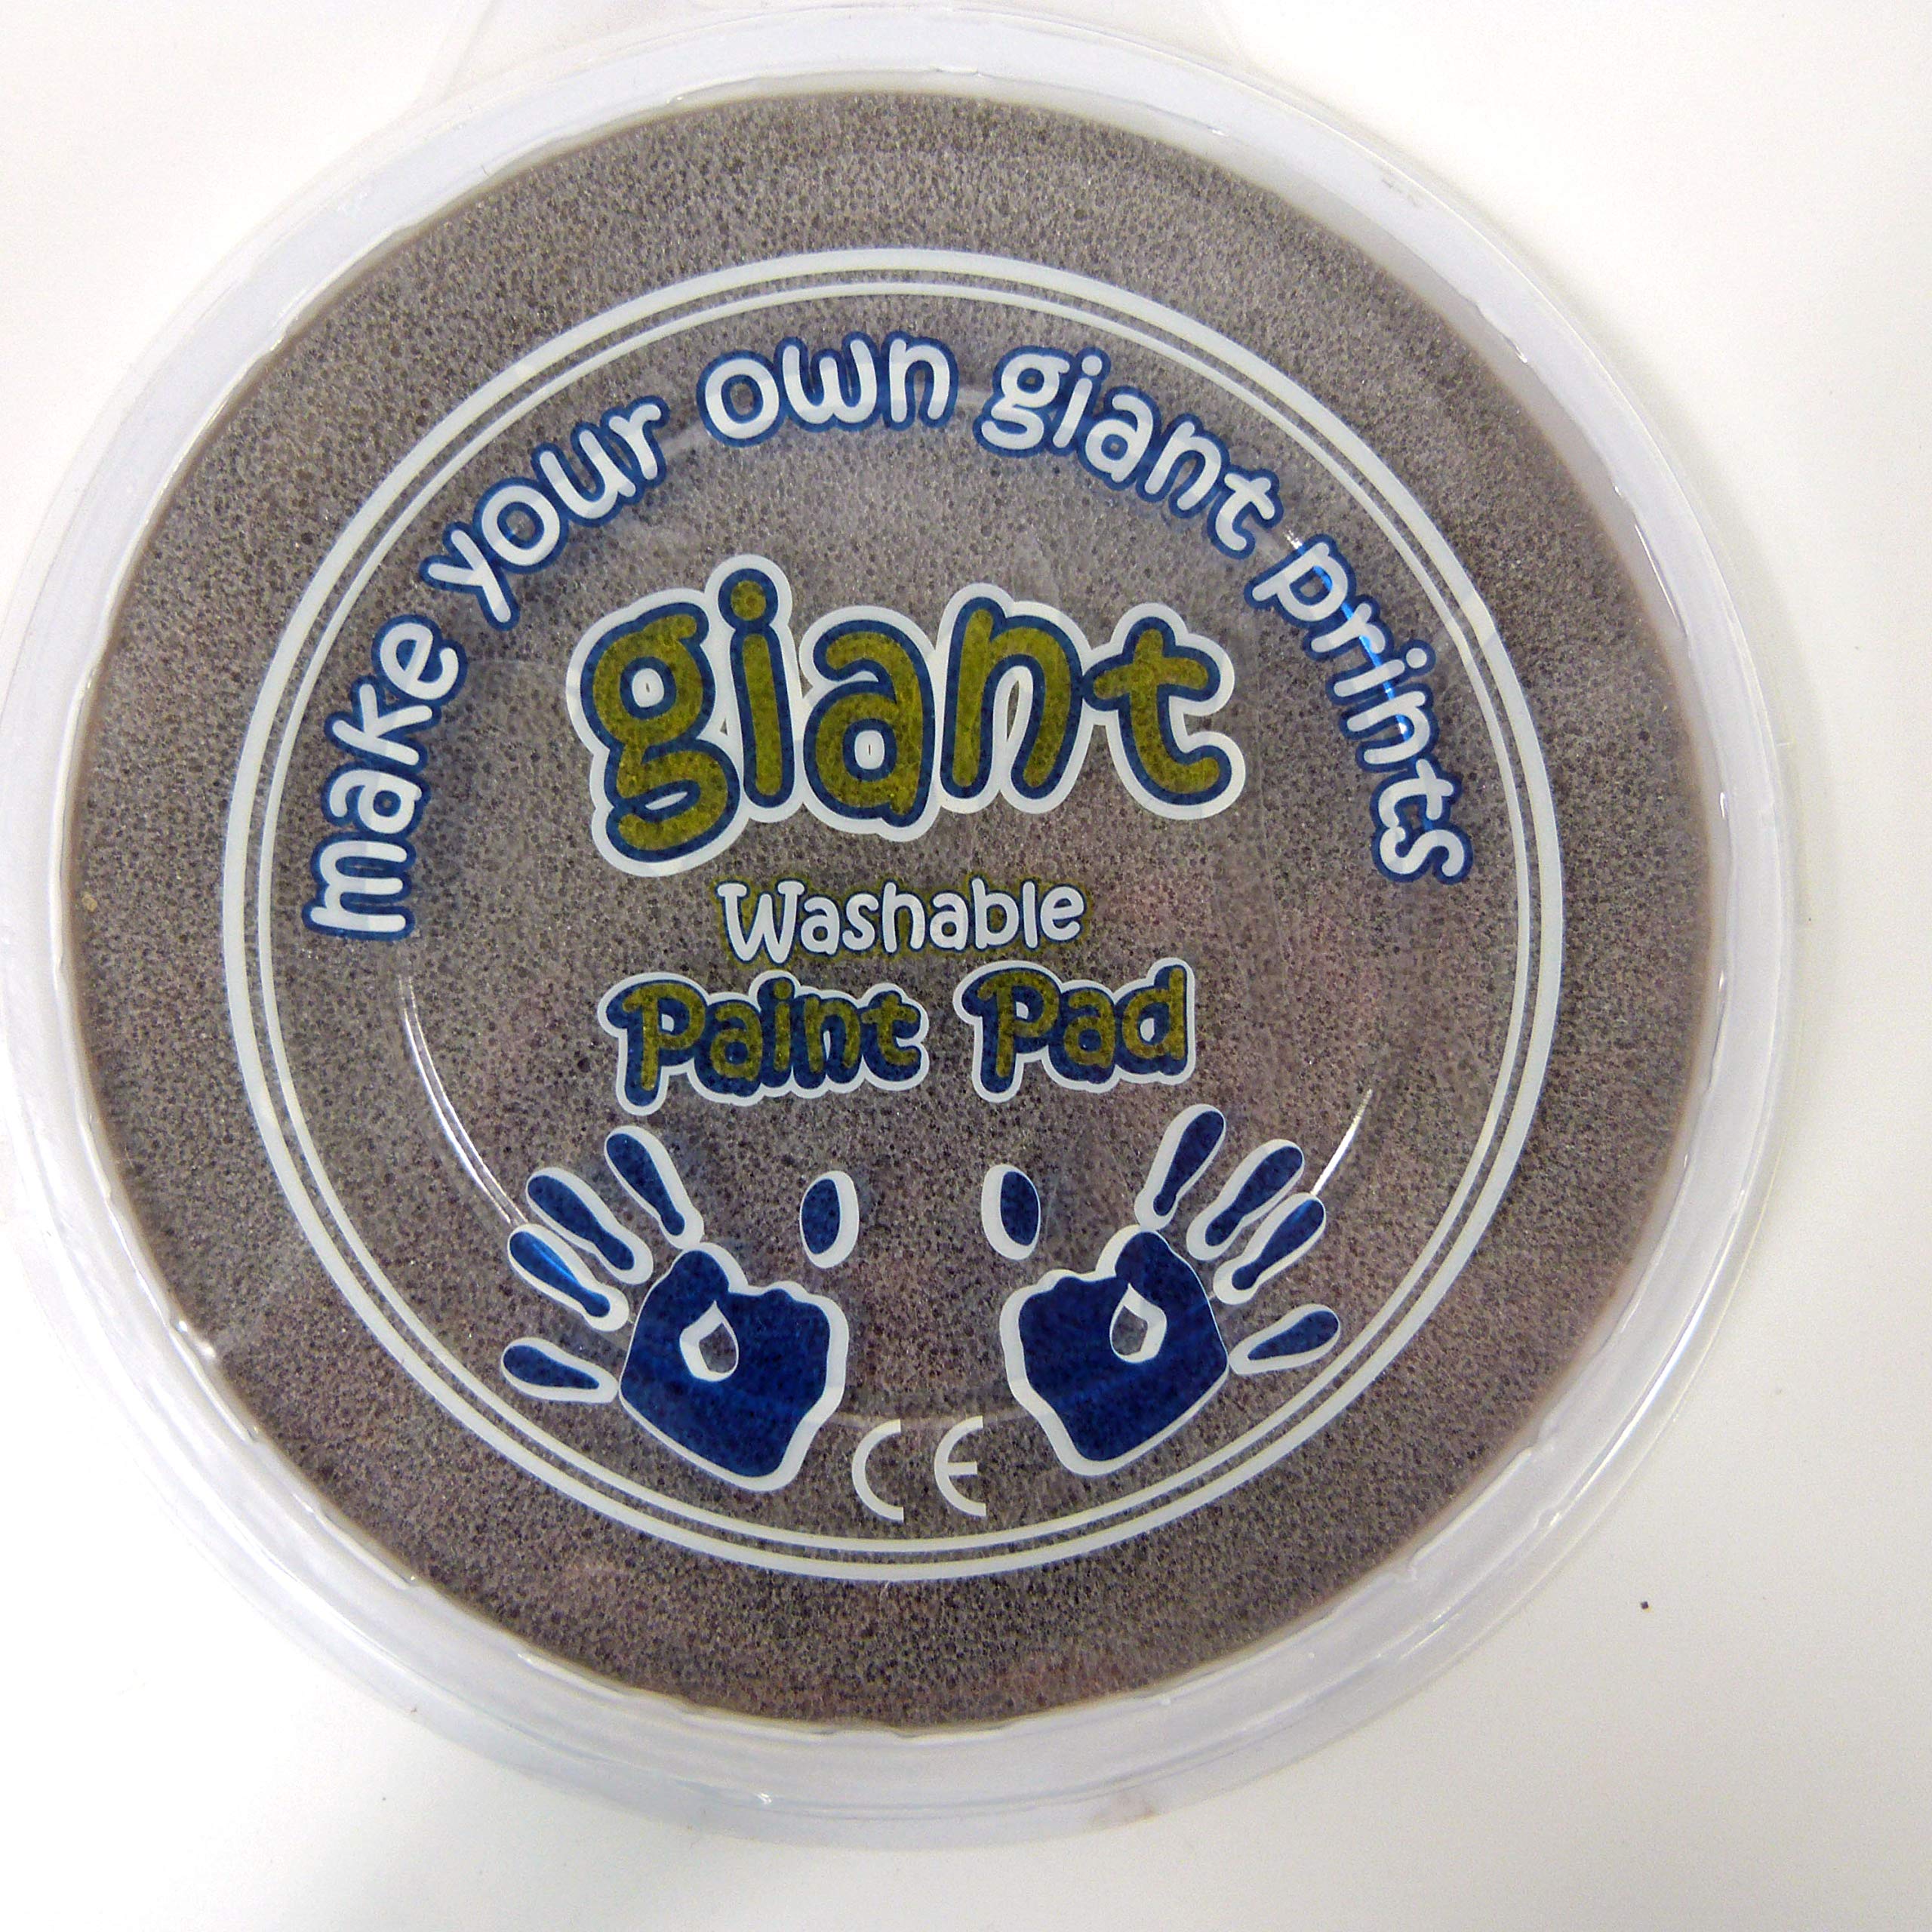 make your own giant prints
giant
Washable
Paint Pad
CE